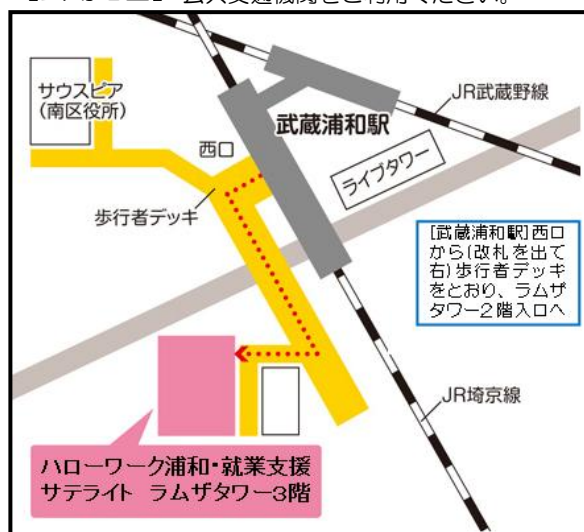 公共交通機関をご利用ください。
サウスピア
(南区役所)
JR武蔵野線
武蔵浦和駅
西口
ライブタワー
歩行者デッキ
[武蔵浦和駅]西口
から(改札を出て
右)歩行者デッキ
をとおり、ラムザ
タワー2階入口へ
JR埼京線
ハローワーク浦和・就業支援
サテライト ラムザタワー3階